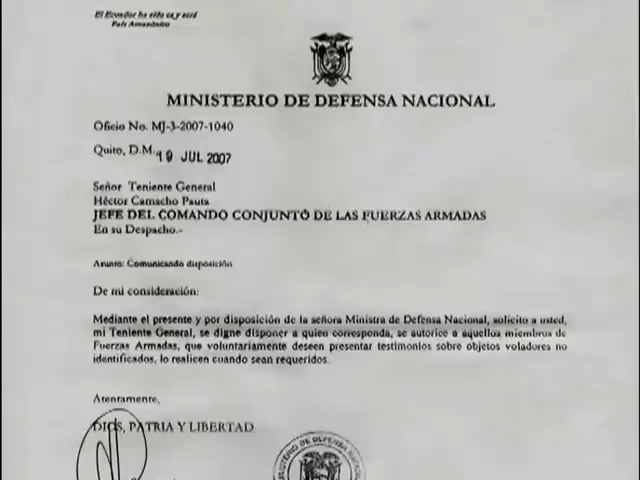 El Ecuador ha sido es y será
País Amazónico
MINISTERIO DE DEFENSA NACIONAL
Oficio No. MJ-3-2007-1040
Quito, D.M. 19 JUL 2007
Señor Teniente General
Héctor Camacho Pauta
JEFE DEL COMANDO CONJUNTO DE LAS FUERZAS ARMADAS
En su Despacho.-
Asunto: Comunicando disposición
De mi consideración:
Mediante el presente y por disposición de la señora Ministra de Defensa Nacional, solicito a usted,
mi Teniente General, se digne disponer a quien corresponda, se autorice a aquellos miembros de
Fuerzas Armadas, que voluntariamente deseen presentar testimonios sobre objetos voladores no
identificados, lo realicen cuando sean requeridos.
Atentamente,
DIOS, PATRIA Y LIBERTAD
MINISTERIO DE DEFENSA NACIONAL